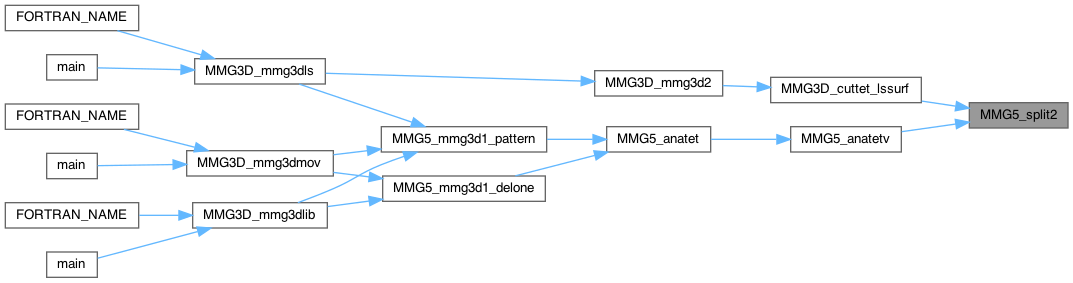 FORTRAN_NAME
main
MMG3D_mmg3dls
MMG3D_mmg3d2
MMG3D_cuttet_lssurf
MMG5_split2
FORTRAN_NAME
MMG5_mmg3d1_pattern
MMG5_anatet
MMG5_anatetv
main
MMG3D_mmg3dmov
MMG5_mmg3d1_delone
FORTRAN_NAME
MMG3D_mmg3dlib
main